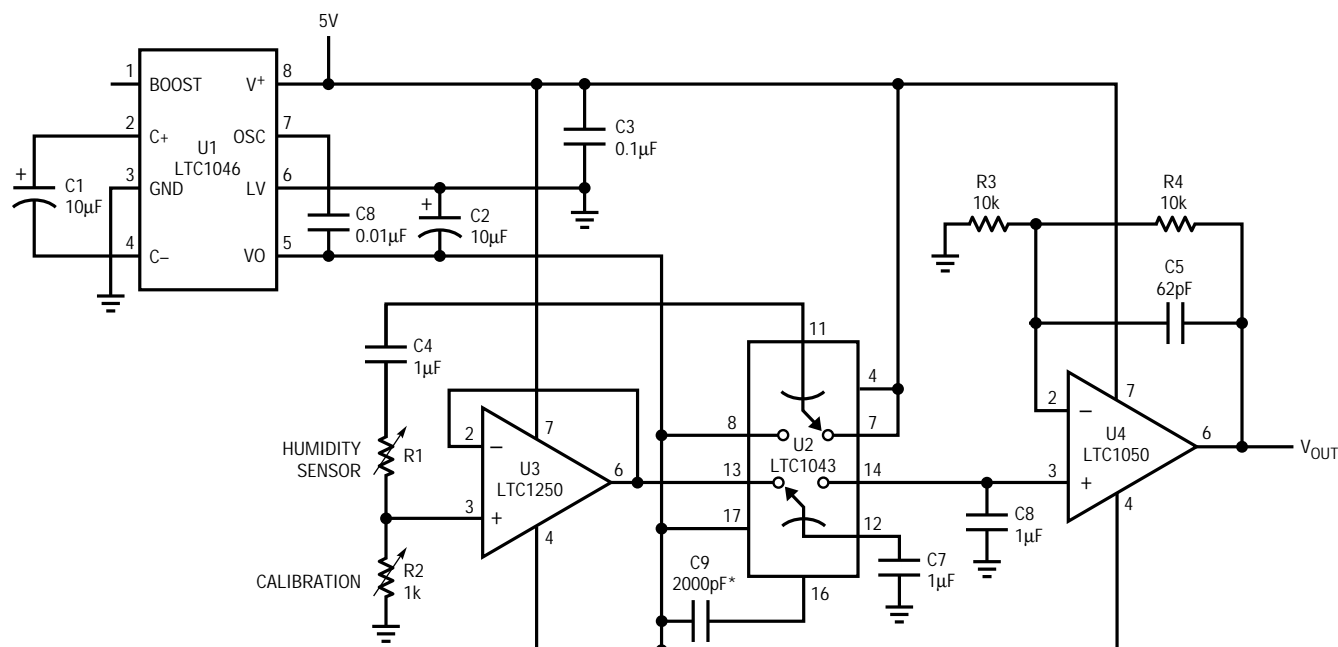 5V
1
BOOST
V+
8
2
C+
OSC
7
U1
LTC1046
3
GND
LV
6
4
C−
VO
5
+
C1
10µF
C8
0.01µF
+
C2
10µF
C3
0.1µF
R3
10k
R4
10k
C5
62pF
C4
1µF
HUMIDITY
SENSOR
R1
CALIBRATION
R2
1k
2
−
7
U3
LTC1250
6
3
+
4
11
4
8
7
U2
LTC1043
13
14
17
12
16
C9
2000pF*
C7
1µF
C8
1µF
2
−
7
U4
LTC1050
6
3
+
4
VOUT